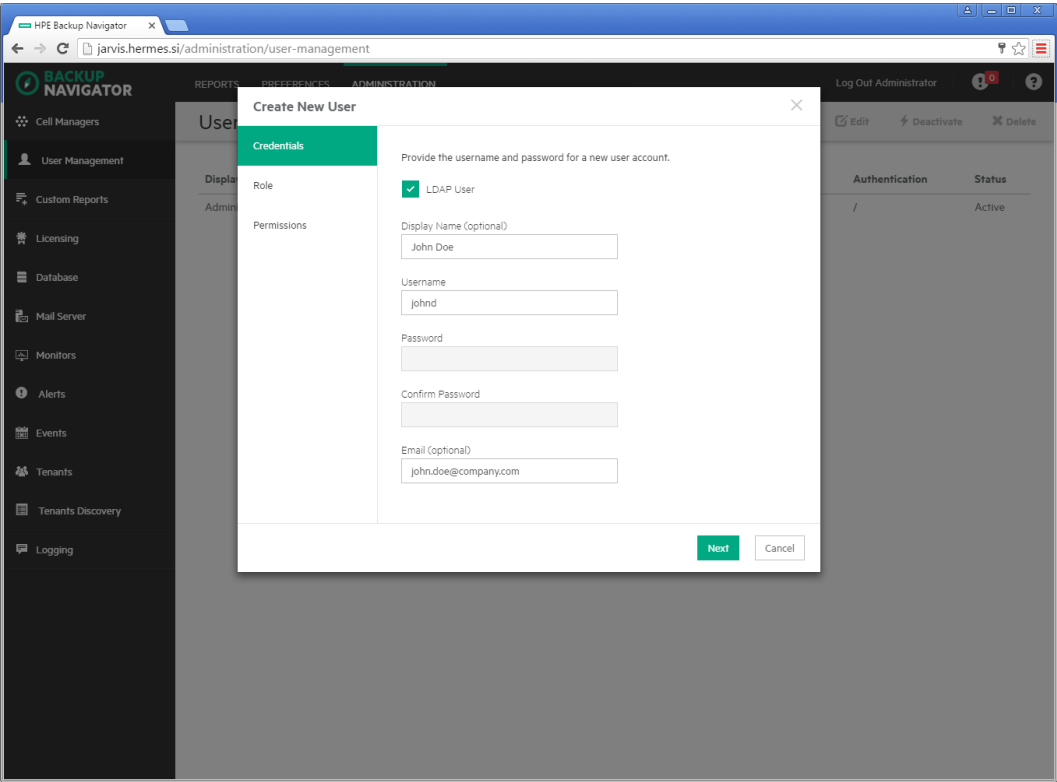 HPE Backup Navigator
jarvis.hermes.si/administration/user-management
BACKUP
NAVIGATOR
REPORTS PREFERENCES ADMINISTRATION
Log Out Administrator
0
?
Cell Managers
User Management
Custom Reports
Licensing
Database
Mail Server
Monitors
Alerts
Events
Tenants
Tenants Discovery
Logging
User
Edit Deactivate Delete
Authentication Status
/ Active
Create New User
Credentials
Role
Permissions
Provide the username and password for a new user account.
LDAP User
Display Name (optional)
John Doe
Username
johnd
Password
Confirm Password
Email (optional)
john.doe@company.com
Next Cancel